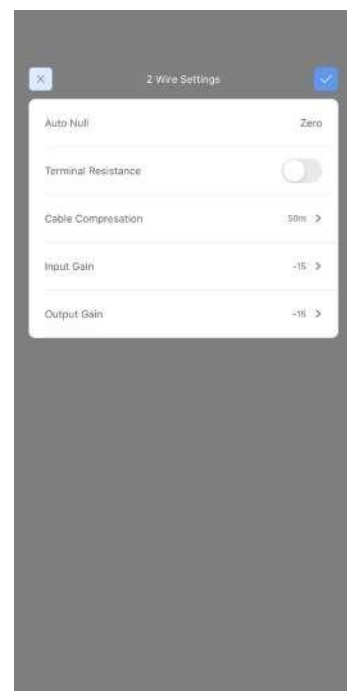 2 Wire Settings
Auto Null Zero
Terminal Resistance
Cable Compresation 50m >
Input Gain -15 >
Output Gain -15 >